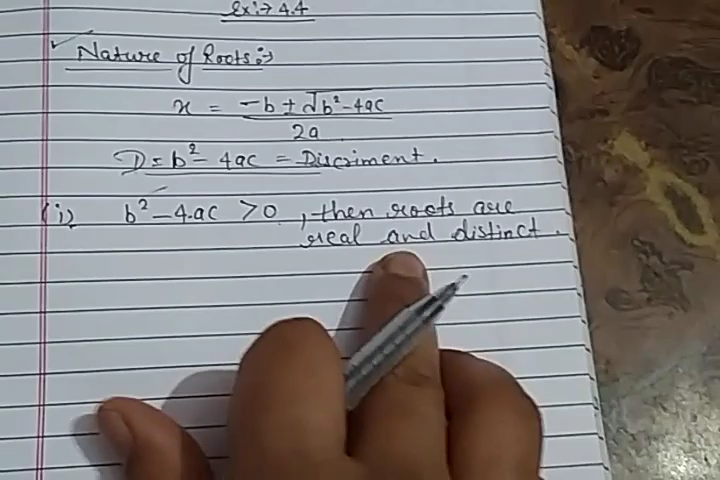 Ex:→ 4.4
Nature of Roots:→
x = -b ± √b² - 4ac
2a
D = b² - 4ac = Discriment.
(i) b² - 4ac > 0, then roots are
real and distinct.